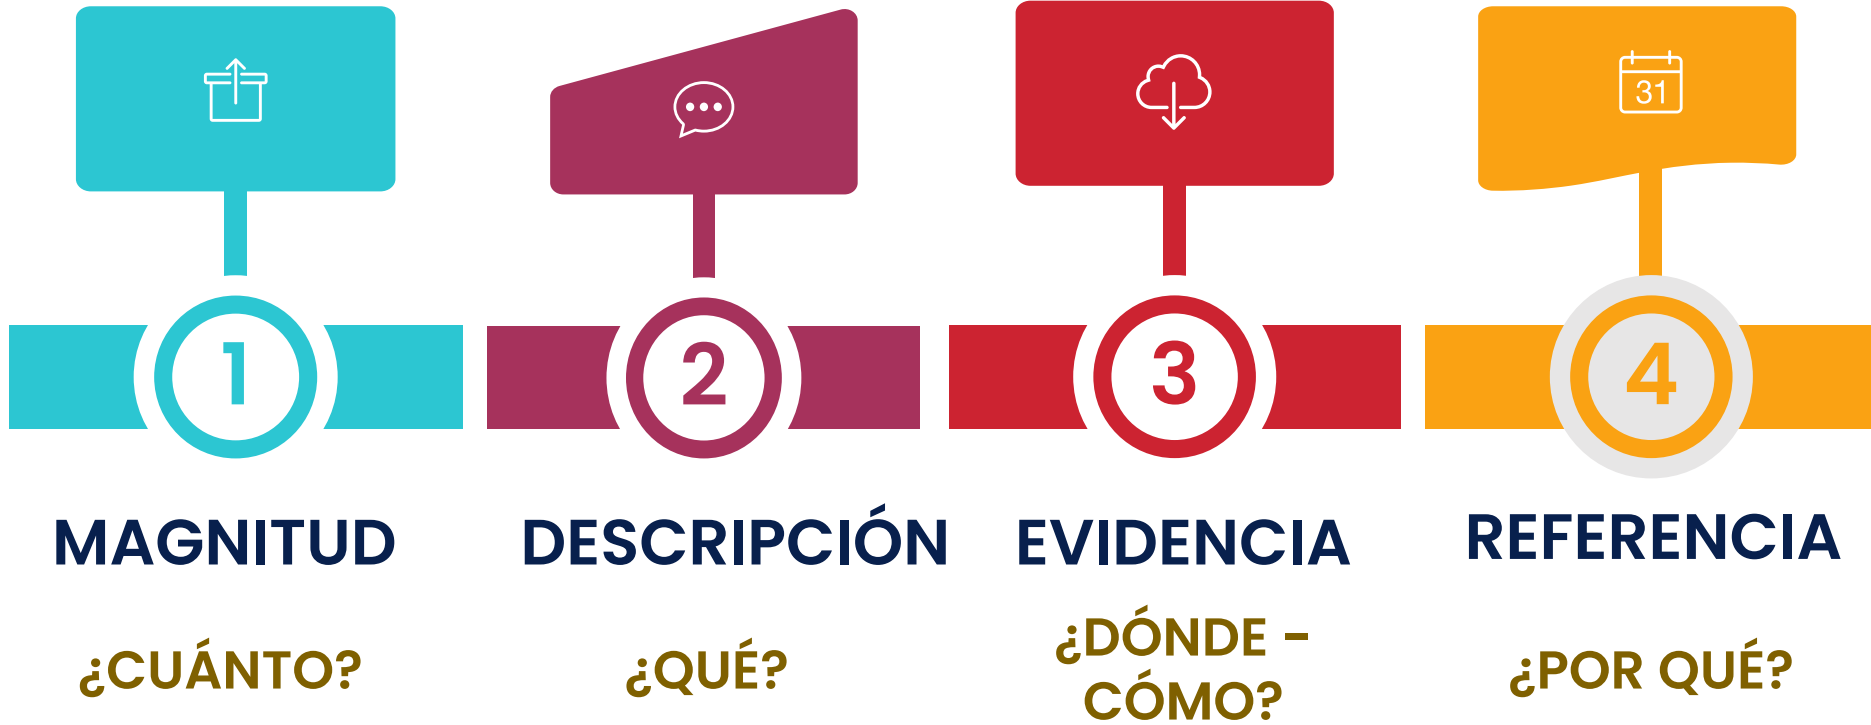 31
1
2
3
4
MAGNITUD
DESCRIPCIÓN
EVIDENCIA
REFERENCIA
¿CUÁNTO?
¿QUÉ?
¿DÓNDE -
CÓMO?
¿POR QUÉ?